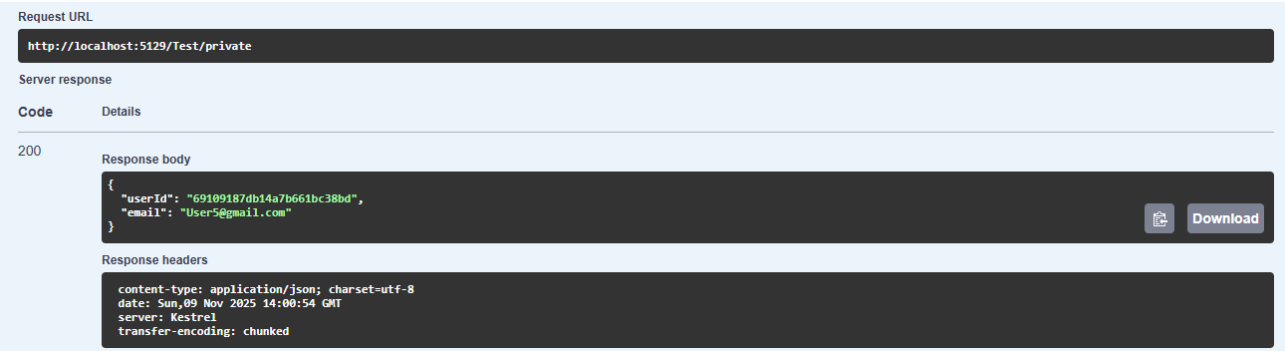 Request URL
http://localhost:5129/Test/private
Server response
Code Details
200
Response body
{
"userId": "69109187db14a7b661bc38bd",
"email": "User5@gmail.com"
}
Download
Response headers
content-type: application/json; charset=utf-8
date: Sun,09 Nov 2025 14:00:54 GMT
server: Kestrel
transfer-encoding: chunked